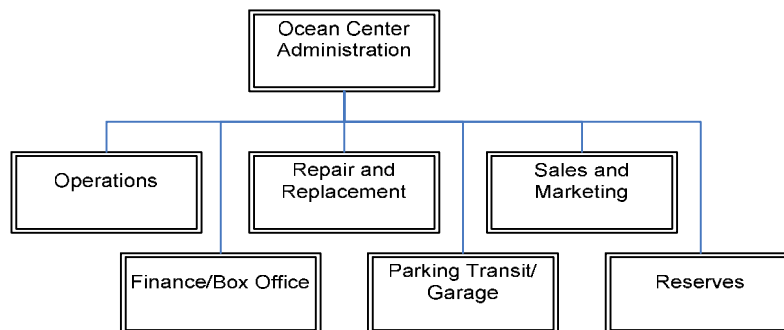 Ocean Center
Administration
Operations
Repair and
Replacement
Sales and
Marketing
Finance/Box Office
Parking Transit/
Garage
Reserves